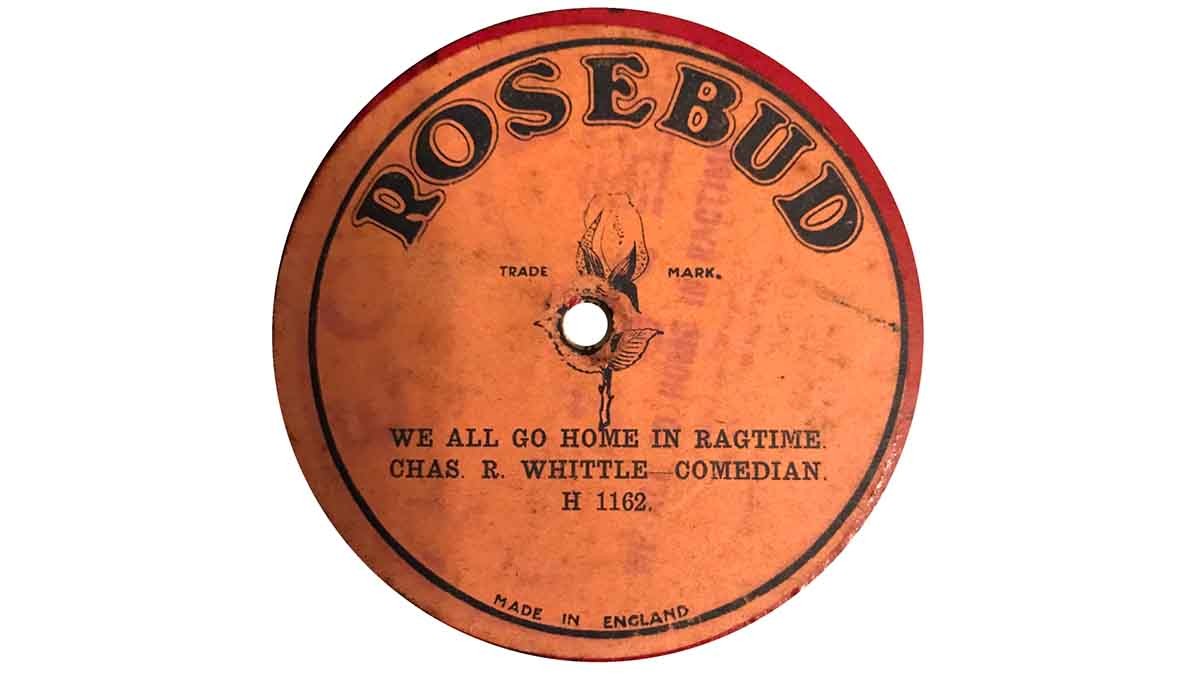 ROSEBUD
TRADE MARK.
WE ALL GO HOME IN RAGTIME.
CHAS. R. WHITTLE—COMEDIAN.
H 1162.
MADE IN ENGLAND